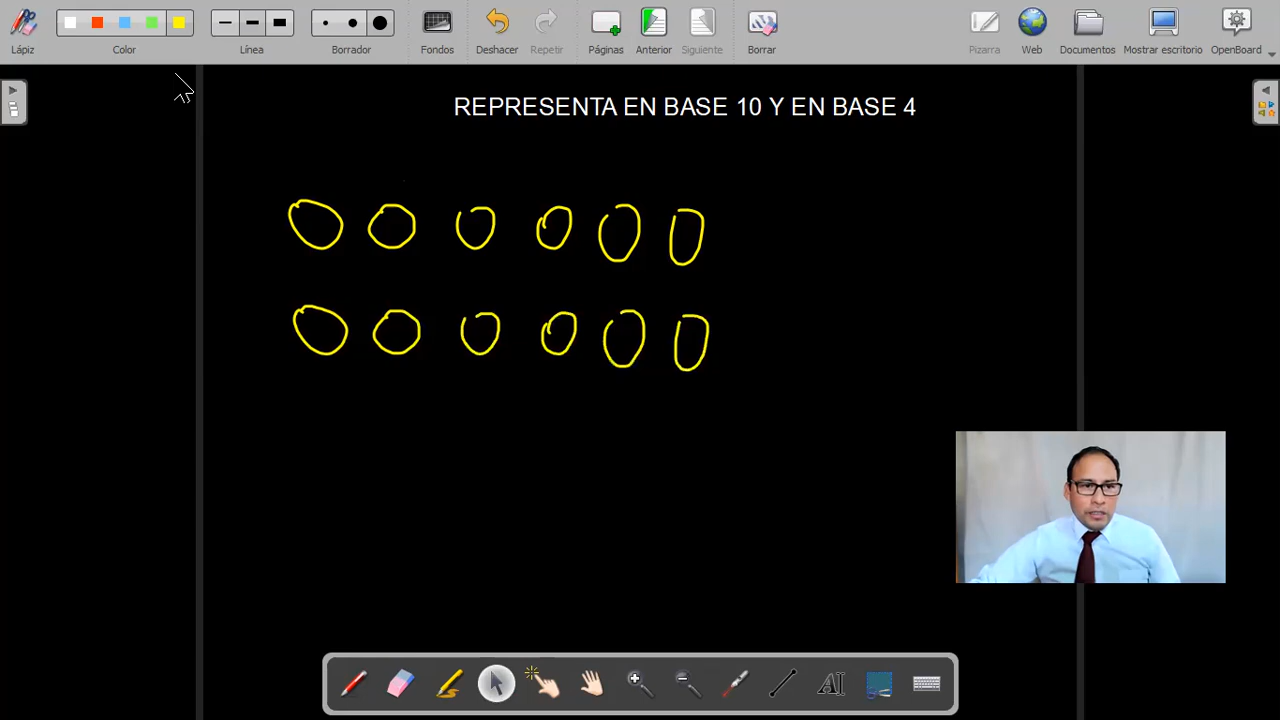 Lápiz Color Línea Borrador Fondos Deshacer Repetir Páginas Anterior Siguiente Borrar Pizarra Web Documentos Mostrar escritorio OpenBoard
REPRESENTA EN BASE 10 Y EN BASE 4
AI